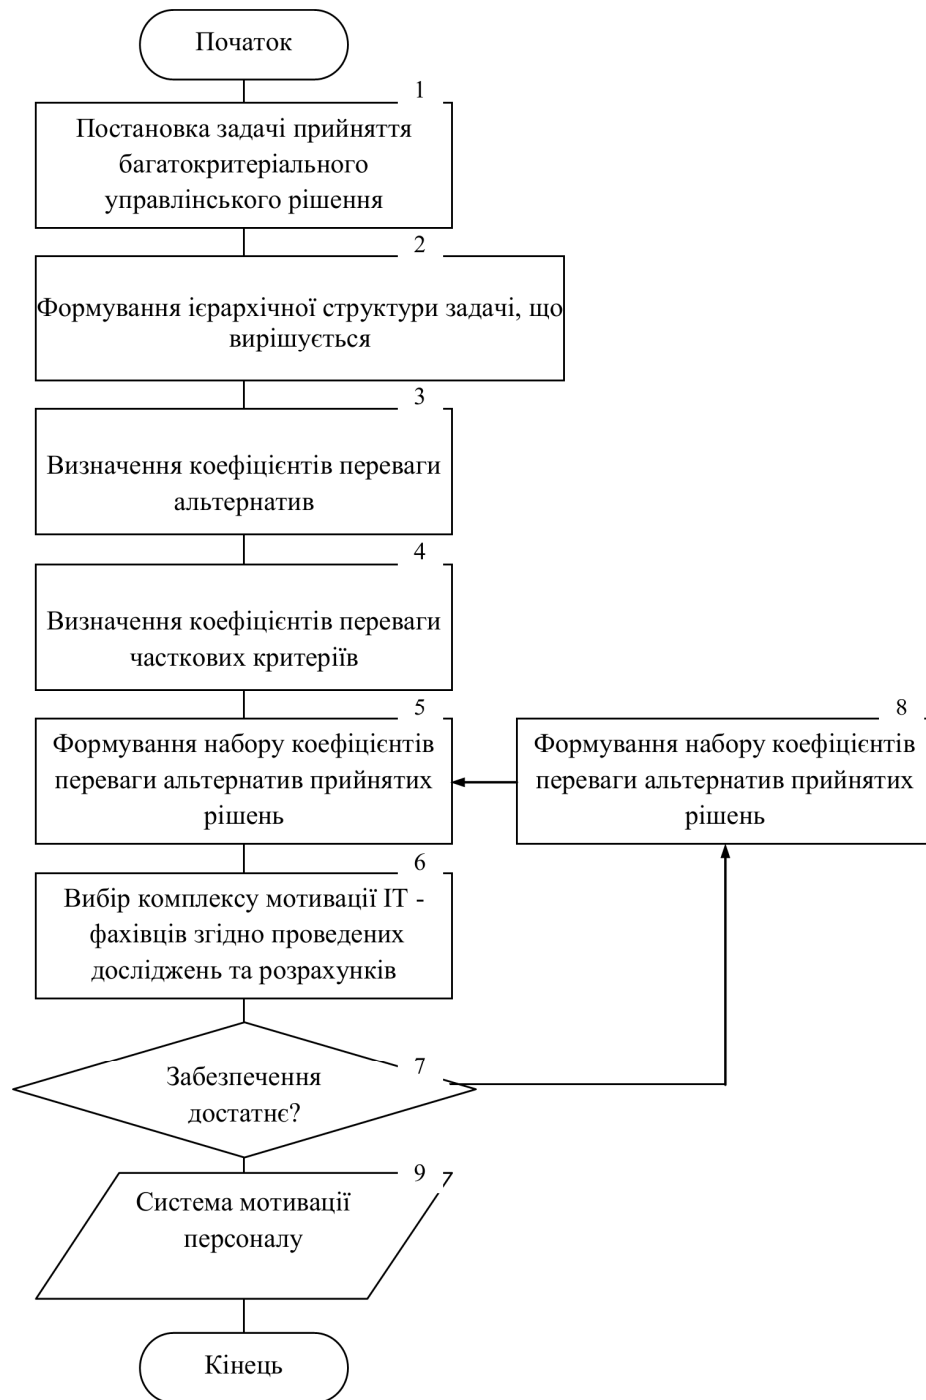 Початок
1
Постановка задачі прийняття
багатокритеріального
управлінського рішення
2
Формування ієрархічної структури задачі, що
вирішується
3
Визначення коефіцієнтів переваги
альтернатив
4
Визначення коефіцієнтів переваги
часткових критеріїв
5
Формування набору коефіцієнтів
переваги альтернатив прийнятих
рішень
8
Формування набору коефіцієнтів
переваги альтернатив прийнятих
рішень
6
Вибір комплексу мотивації ІТ -
фахівців згідно проведених
досліджень та розрахунків
7
Забезпечення
достатнє?
9
Система мотивації
персоналу
Кінець